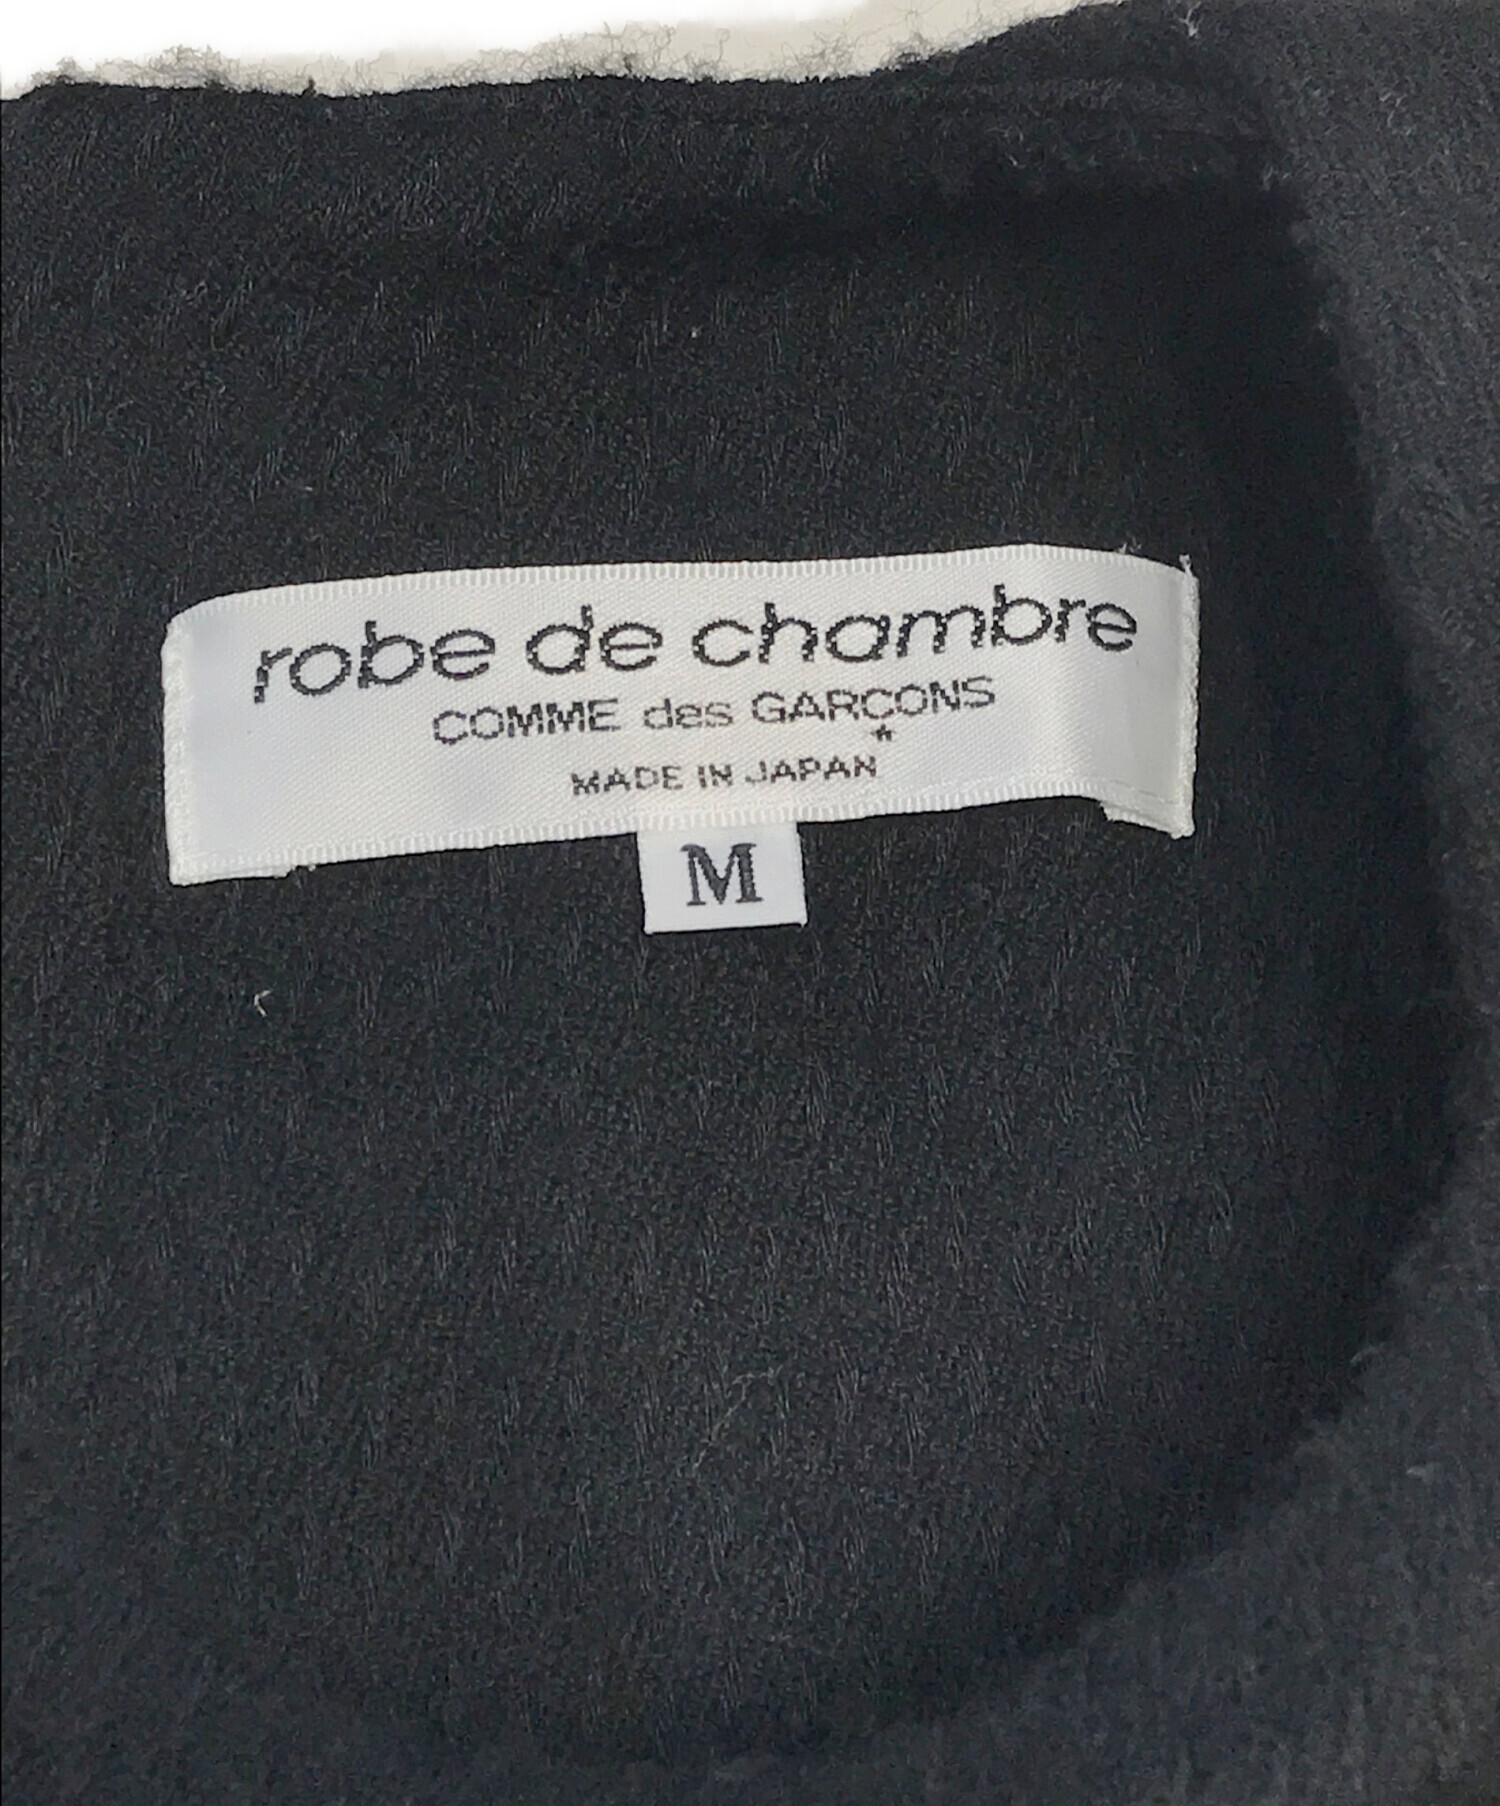 robe de chambre
COMME des GARÇONS
MADE IN JAPAN
M